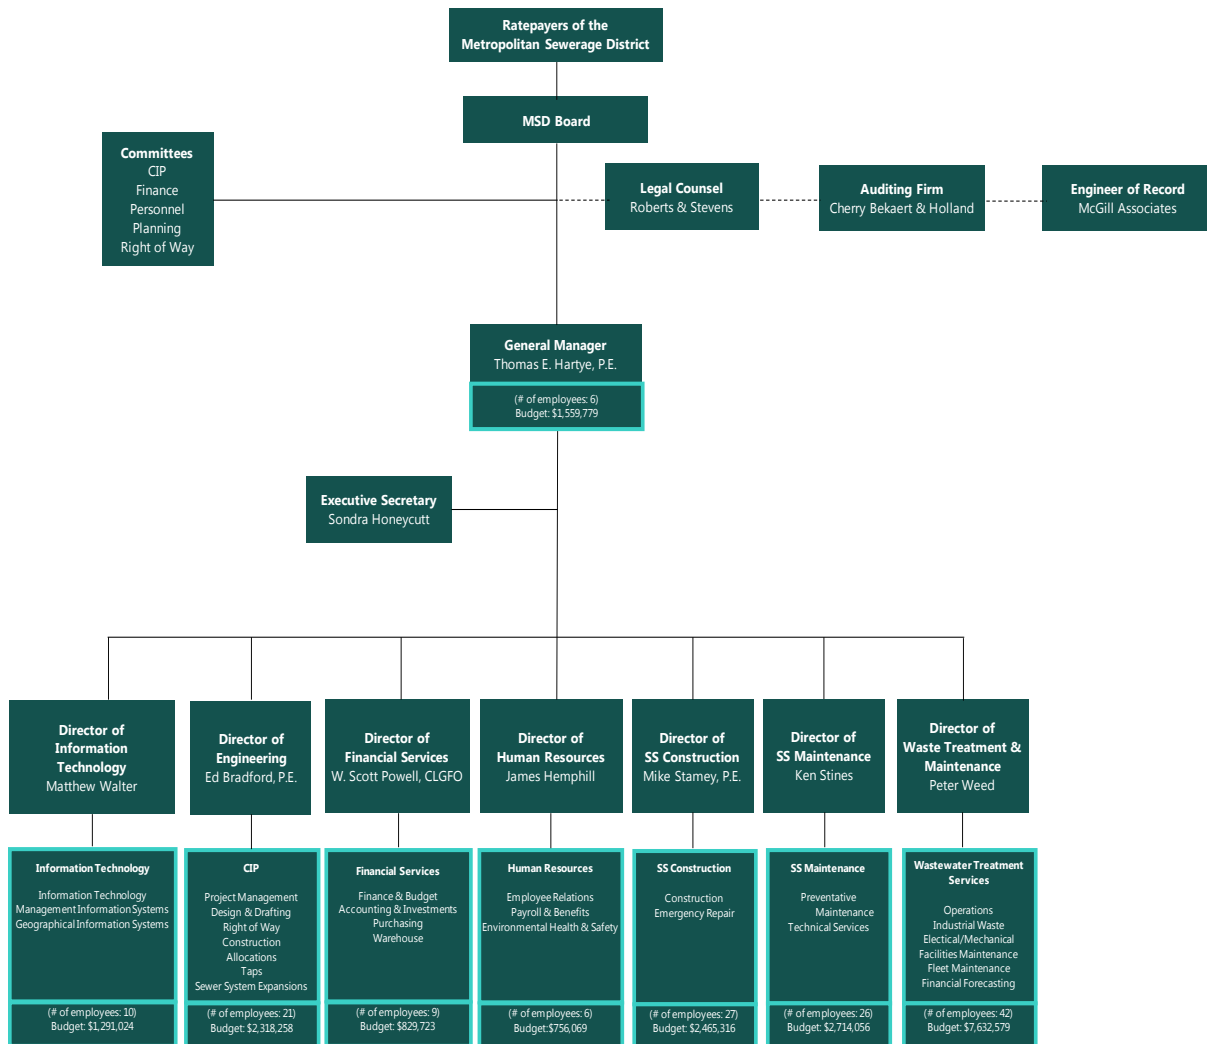 Ratepayers of the
Metropolitan Sewerage District
MSD Board
Committees
CIP
Finance
Personnel
Planning
Right of Way
Legal Counsel
Roberts & Stevens
Auditing Firm
Cherry Bekaert & Holland
Engineer of Record
McGill Associates
General Manager
Thomas E. Hartye, P.E.
(# of employees: 6)
Budget: $1,559,779
Executive Secretary
Sondra Honeycutt
Director of
Information
Technology
Matthew Walter
Director of
Engineering
Ed Bradford, P.E.
Director of
Financial Services
W. Scott Powell, CLGFO
Director of
Human Resources
James Hemphill
Director of
SS Construction
Mike Stamey, P.E.
Director of
SS Maintenance
Ken Stines
Director of
Waste Treatment &
Maintenance
Peter Weed
Information Technology
Information Technology
Management Information Systems
Geographical Information Systems
(# of employees: 10)
Budget: $1,291,024
CIP
Project Management
Design & Drafting
Right of Way
Construction
Allocations
Taps
Sewer System Expansions
(# of employees: 21)
Budget: $2,318,258
Financial Services
Finance & Budget
Accounting & Investments
Purchasing
Warehouse
(# of employees: 9)
Budget: $829,723
Human Resources
Employee Relations
Payroll & Benefits
Environmental Health & Safety
(# of employees: 6)
Budget:$756,069
SS Construction
Construction
Emergency Repair
(# of employees: 27)
Budget: $2,465,316
SS Maintenance
Preventative
Maintenance
Technical Services
(# of employees: 26)
Budget: $2,714,056
Wastewater Treatment
Services
Operations
Industrial Waste
Electical/Mechanical
Facilities Maintenance
Fleet Maintenance
Financial Forecasting
(# of employees: 42)
Budget: $7,632,579